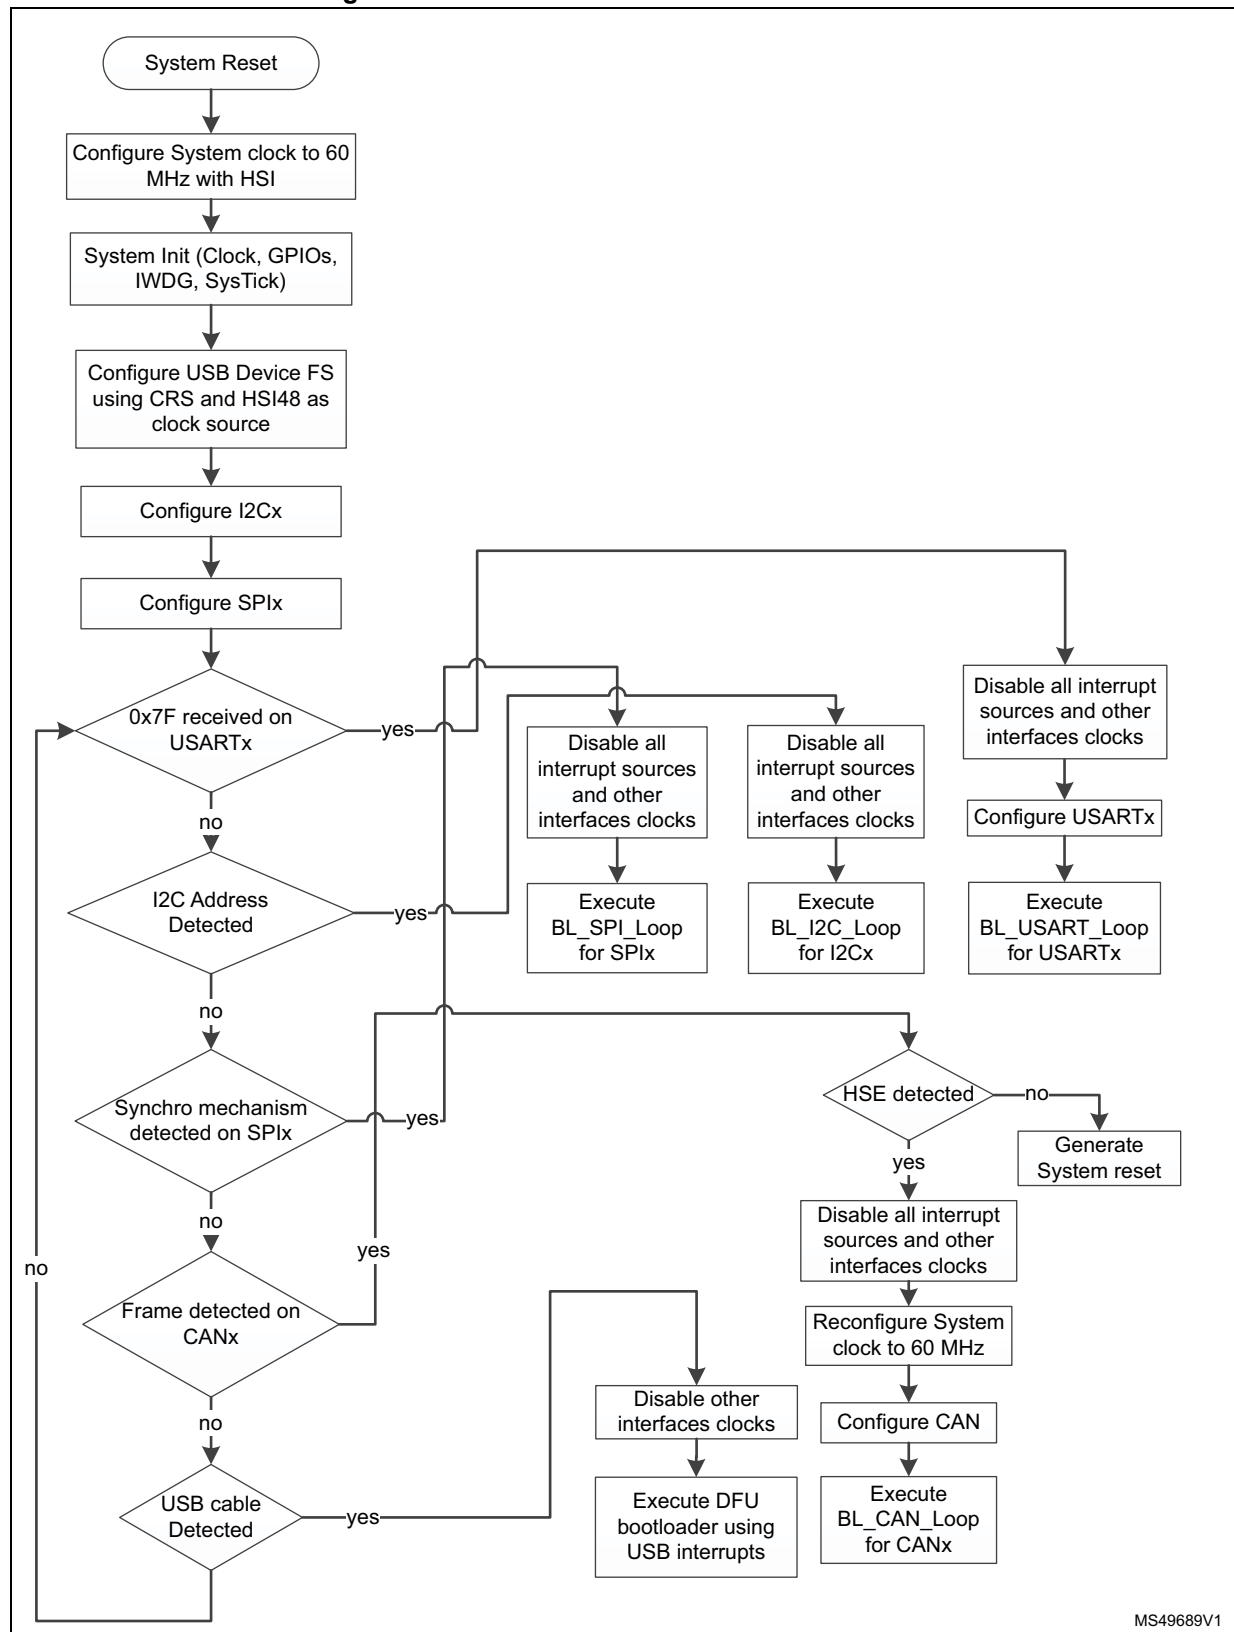 System Reset
Configure System clock to 60
MHz with HSI
System Init (Clock, GPIOs,
IWDG, SysTick)
Configure USB Device FS
using CRS and HSI48 as
clock source
Configure I2Cx
Configure SPIx
0x7F received on
USARTx
yes
no
I2C Address
Detected
yes
no
Synchro mechanism
detected on SPIx
yes
no
Frame detected on
CANx
yes
no
USB cable
Detected
yes
no
Disable all
interrupt sources
and other
interfaces clocks
Execute
BL_SPI_Loop
for SPIx
Disable all
interrupt sources
and other
interfaces clocks
Execute
BL_I2C_Loop
for I2Cx
Disable all interrupt
sources and other
interfaces clocks
Configure USARTx
Execute
BL_USART_Loop
for USARTx
HSE detected
no
Generate
System reset
yes
Disable all interrupt
sources and other
interfaces clocks
Reconfigure System
clock to 60 MHz
Configure CAN
Execute
BL_CAN_Loop
for CANx
Disable other
interfaces clocks
Execute DFU
bootloader using
USB interrupts
MS49689V1